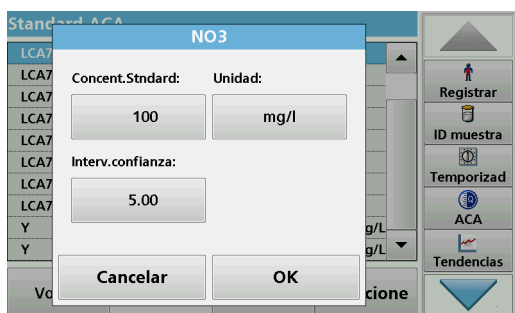 Standard ACA
NO3
LCA7
LCA7
LCA7
LCA7
LCA7
LCA7
LCA7
LCA7
Y
Y
g/L
g/L
Concent.Stndard:
Unidad:
100
mg/l
Interv.confianza:
5.00
Cancelar
OK
Vo
cione
Registrar
ID muestra
Temporizad
ACA
Tendencias